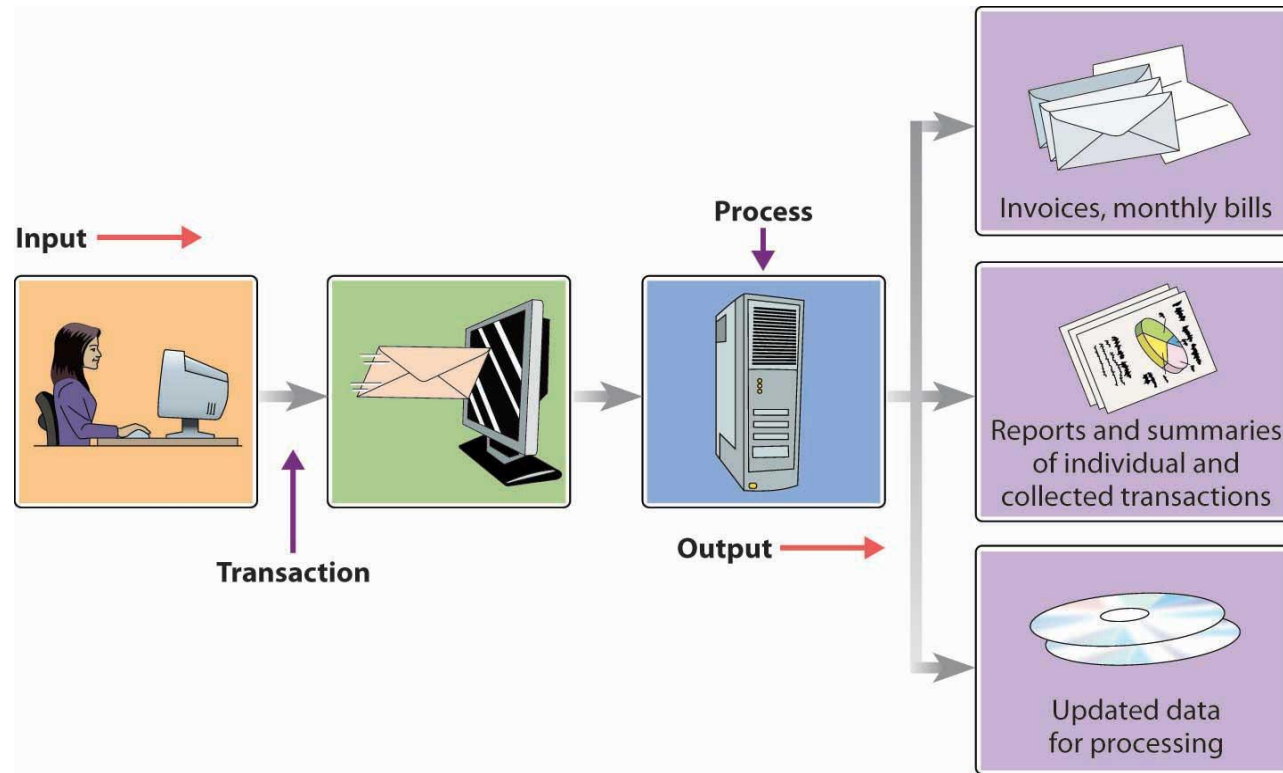 Input
Transaction
Process
Output
Invoices, monthly bills
Reports and summaries
of individual and
collected transactions
Updated data
for processing